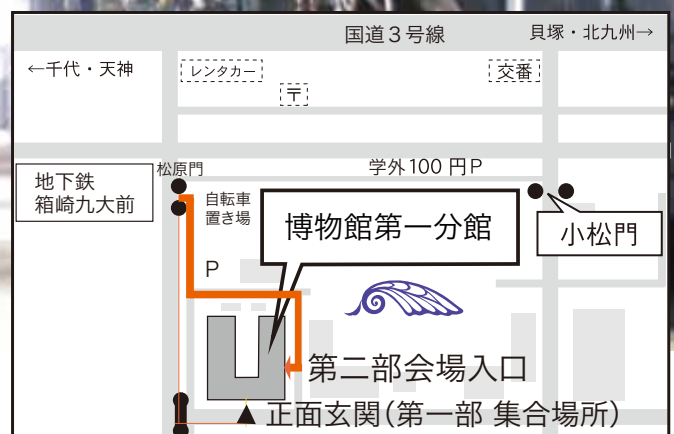 国道3号線
貝塚・北九州→
←千代・天神
レンタカー
交番
〒
松原門
学外100円P
地下鉄
箱崎九大前
自転車
置き場
博物館第一分館
小松門
P
第二部会場入口
▲正面玄関(第一部 集合場所)